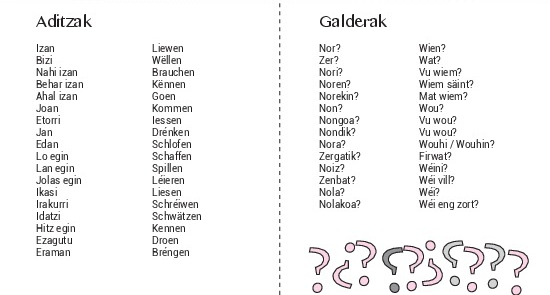 Aditzak
Izan Liewen
Bizi Wëllen
Nahi izan Brauchen
Behar izan Kënnen
Ahal izan Goen
Joan Kommen
Etorri Iessen
Jan Drénken
Edan Schlofen
Lo egin Schaffen
Lan egin Spillen
Jolas egin Léieren
Ikasi Liesen
Irakurri Schréiwen
Idatzi Schwätzen
Hitz egin Kennen
Ezagutu Droen
Eraman Bréngen
Galderak
Nor? Wien?
Zer? Wat?
Nori? Vu wiem?
Noren? Wiem säint?
Norekin? Mat wiem?
Non? Wou?
Nongoa? Vu wou?
Nondik? Vu wou?
Nora? Wouhi / Wouhin?
Zergatik? Firwat?
Noiz? Wéini?
Zenbat? Wéi vill?
Nola? Wéi?
Nolakoa? Wéi eng zort?